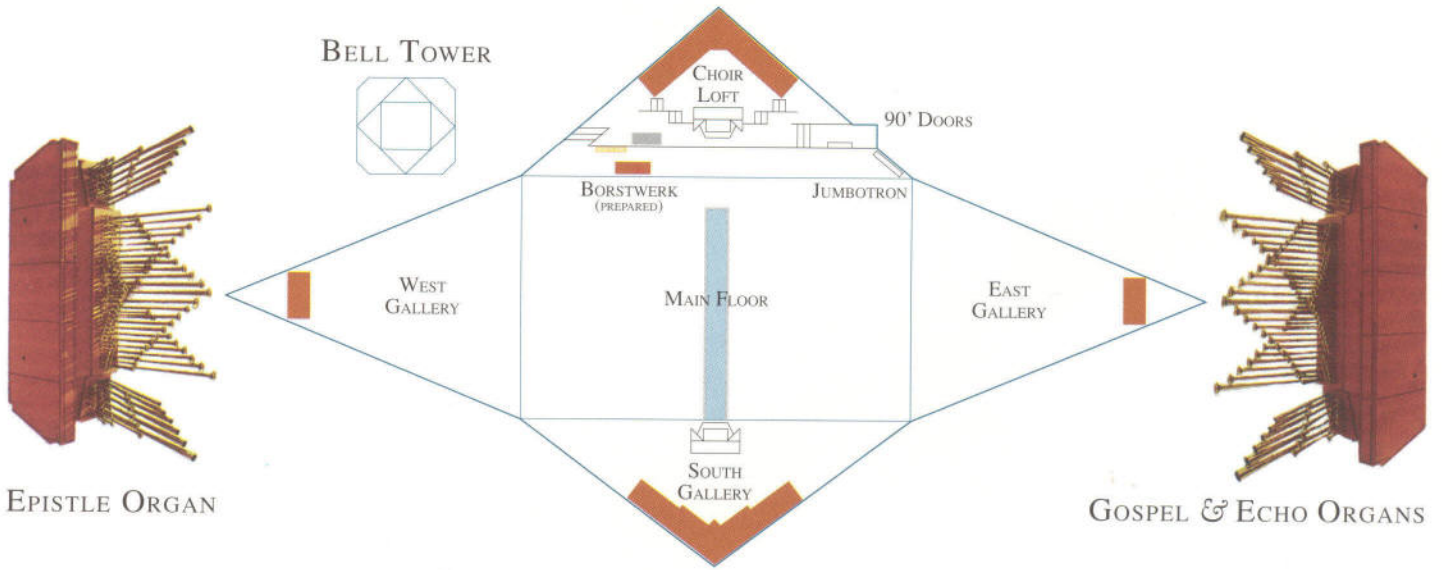 BELL TOWER
CHOIR
LOFT
90' DOORS
BORSTWERK
(PREPARED)
JUMBOTRON
WEST
GALLERY
MAIN FLOOR
EAST
GALLERY
SOUTH
GALLERY
EPISTLE ORGAN
GOSPEL & ECHO ORGANS